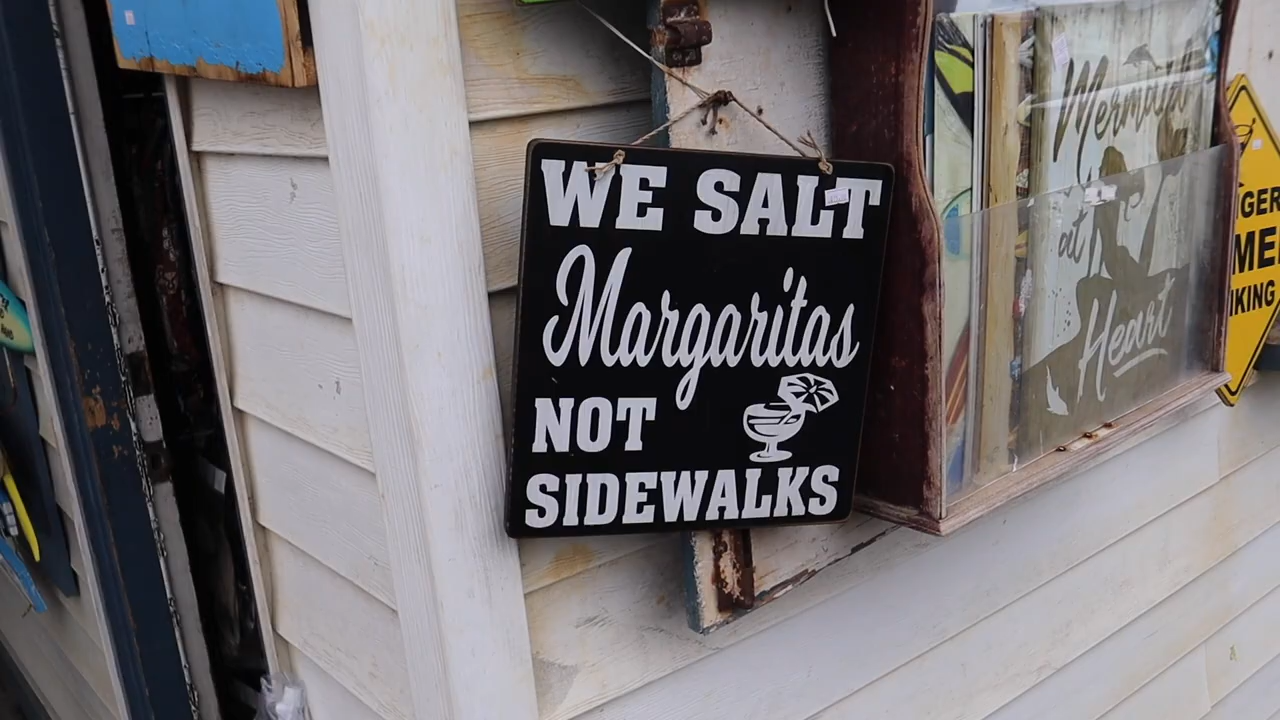 WE SALT
Margaritas
NOT
SIDEWALKS
Mermaid
at
Heart